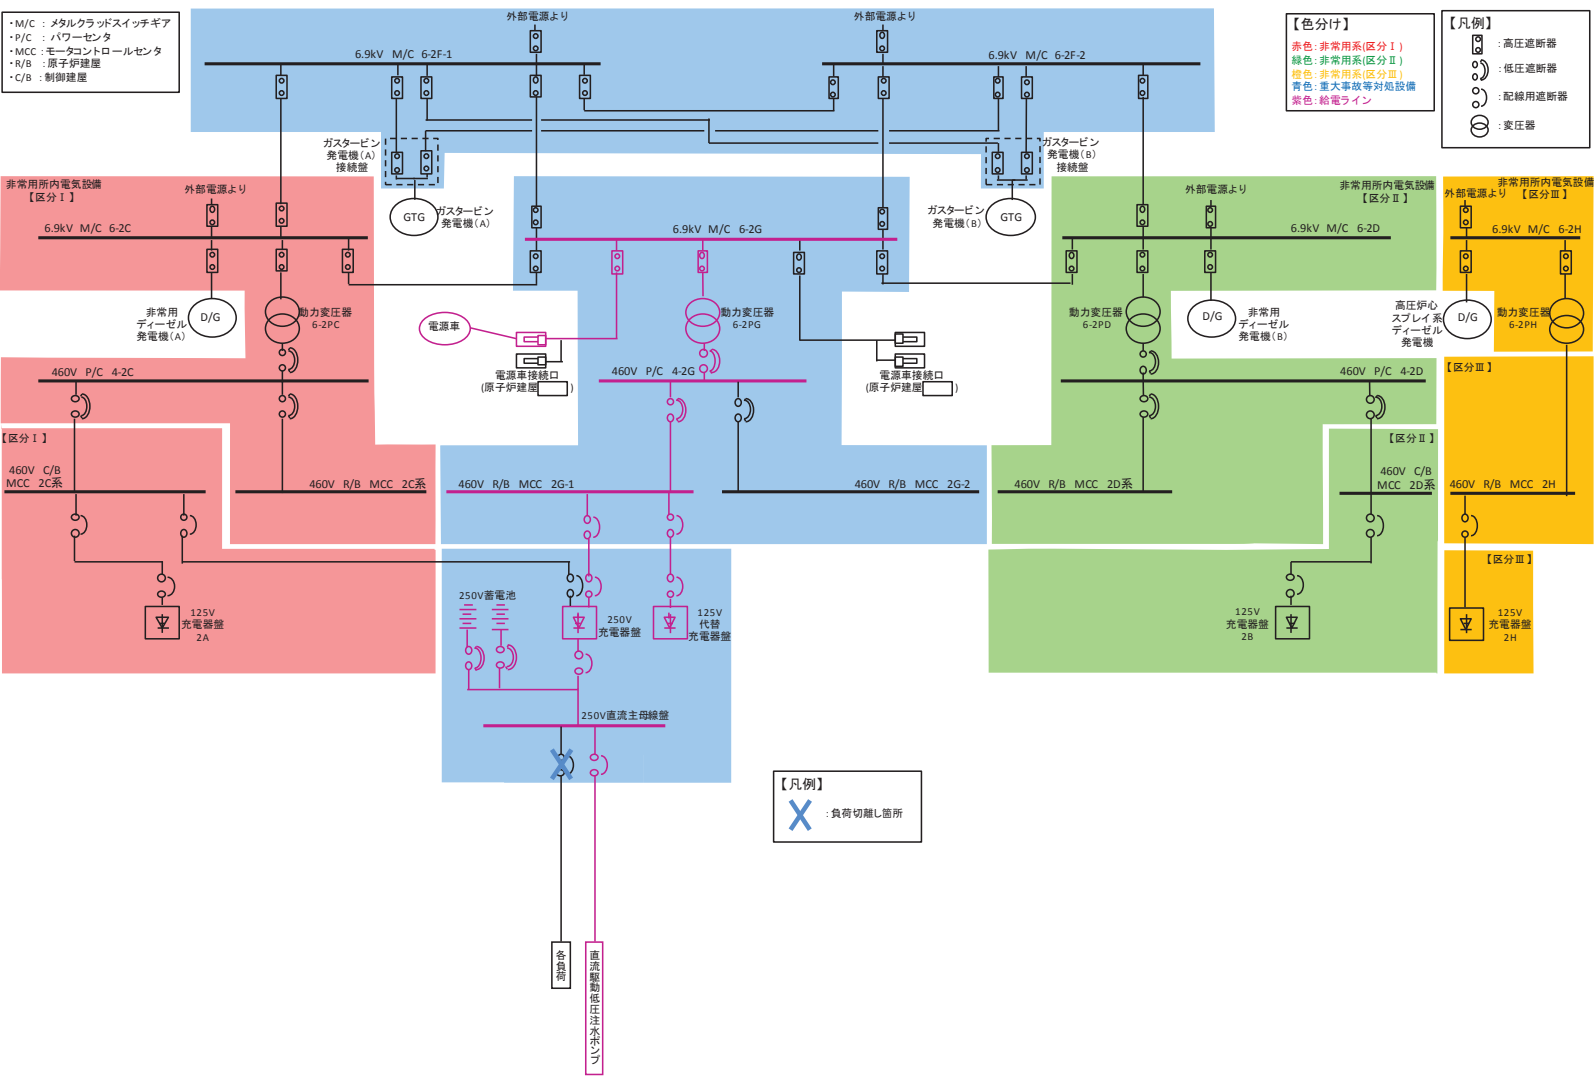 ・M/C ：メタルクラッドスイッチギア
・P/C ：パワーセンタ
・MCC：モータコントロールセンタ
・R/B ：原子炉建屋
・C/B ：制御建屋
外部電源より
外部電源より
6.9kV M/C 6-2F-1
6.9kV M/C 6-2F-2
【色分け】
赤色：非常用系(区分Ⅰ)
緑色：非常用系(区分Ⅱ)
橙色：非常用系(区分Ⅲ)
青色：重大事故等対処設備
紫色：給電ライン
【凡例】
：高圧遮断器
：低圧遮断器
：配線用遮断器
：変圧器
ガスタービン
発電機(A)
接続盤
ガスタービン
発電機(B)
接続盤
GTG
ガスタービン
発電機(A)
ガスタービン
発電機(B)
GTG
非常用所内電気設備
【区分Ⅰ】
外部電源より
6.9kV M/C 6-2C
非常用
ディーゼル
発電機(A)
D/G
動力変圧器
6-2PC
460V P/C 4-2C
6.9kV M/C 6-2G
電源車
動力変圧器
6-2PG
電源車接続口
(原子炉建屋 )
460V P/C 4-2G
電源車接続口
(原子炉建屋 )
外部電源より
非常用所内電気設備
【区分Ⅱ】
6.9kV M/C 6-2D
動力変圧器
6-2PD
D/G
非常用
ディーゼル
発電機(B)
460V P/C 4-2D
非常用所内電気設備
【区分Ⅲ】
外部電源より
6.9kV M/C 6-2H
高圧炉心
スプレイ系
ディーゼル
発電機
D/G
動力変圧器
6-2PH
【区分Ⅲ】
【区分Ⅰ】
460V C/B
MCC 2C系
460V R/B MCC 2C系
460V R/B MCC 2G-1
460V R/B MCC 2G-2
460V R/B MCC 2D系
【区分Ⅱ】
460V C/B
MCC 2D系
460V R/B MCC 2H
【区分Ⅲ】
125V
充電器盤
2A
250V蓄電池
250V
充電器盤
125V
代替
充電器盤
125V
充電器盤
2B
125V
充電器盤
2H
250V直流主母線盤
【凡例】
：負荷切離し箇所
各負荷
直流駆動低圧注水ポンプ